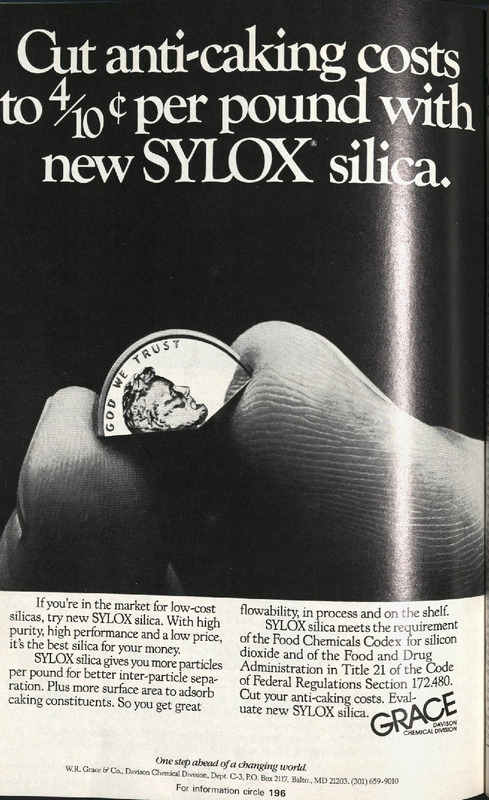 Cut anti-caking costs
to 4/10 ¢ per pound with
new SYLOX® silica.
GOD WE TRUST
If you're in the market for low-cost
silicas, try new SYLOX silica. With high
purity, high performance and a low price,
it's the best silica for your money.
SYLOX silica gives you more particles
per pound for better inter-particle sepa-
ration. Plus more surface area to adsorb
caking constituents. So you get great
flowability, in process and on the shelf.
SYLOX silica meets the requirement
of the Food Chemicals Codex for silicon
dioxide and of the Food and Drug
Administration in Title 21 of the Code
of Federal Regulations Section 172.480.
Cut your anti-caking costs. Eval-
uate new SYLOX silica.
GRACE
DAVISON
CHEMICAL DIVISION
One step ahead of a changing world.
W.R. Grace & Co., Davison Chemical Division, Dept. C-3, P.O. Box 2117, Balto., MD 21203. (301) 659-9010
For information circle 196